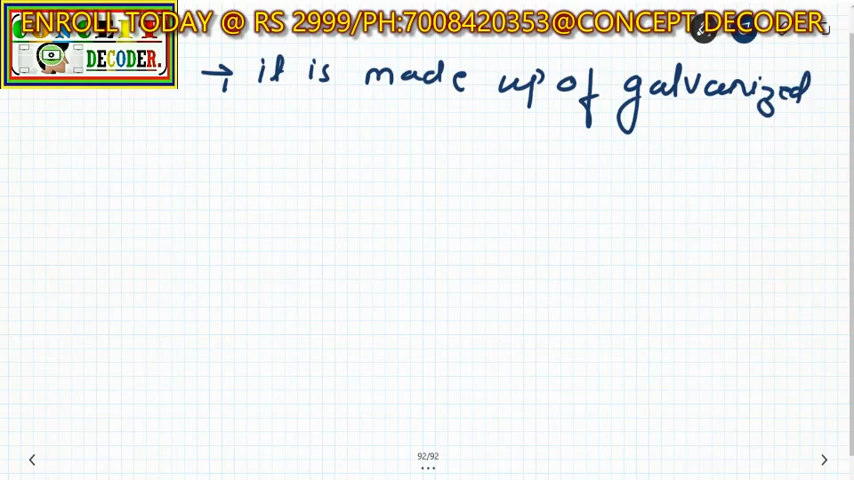 ENROLL TODAY @ RS 2999/PH:7008420353@CONCEPT DECODER,
DECODER.
→ it is made up of galvanized
92/92